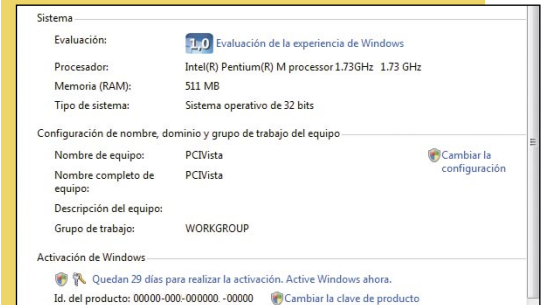 Sistema
Evaluación: 1,0 Evaluación de la experiencia de Windows
Procesador: Intel(R) Pentium(R) M processor 1.73GHz 1.73 GHz
Memoria (RAM): 511 MB
Tipo de sistema: Sistema operativo de 32 bits
Configuración de nombre, dominio y grupo de trabajo del equipo
Nombre de equipo: PCIVista Cambiar la
configuración
Nombre completo de PCIVista
equipo:
Descripción del equipo:
Grupo de trabajo: WORKGROUP
Activación de Windows
Quedan 29 días para realizar la activación. Active Windows ahora.
Id. del producto: 00000-000-000000.-00000 Cambiar la clave de producto